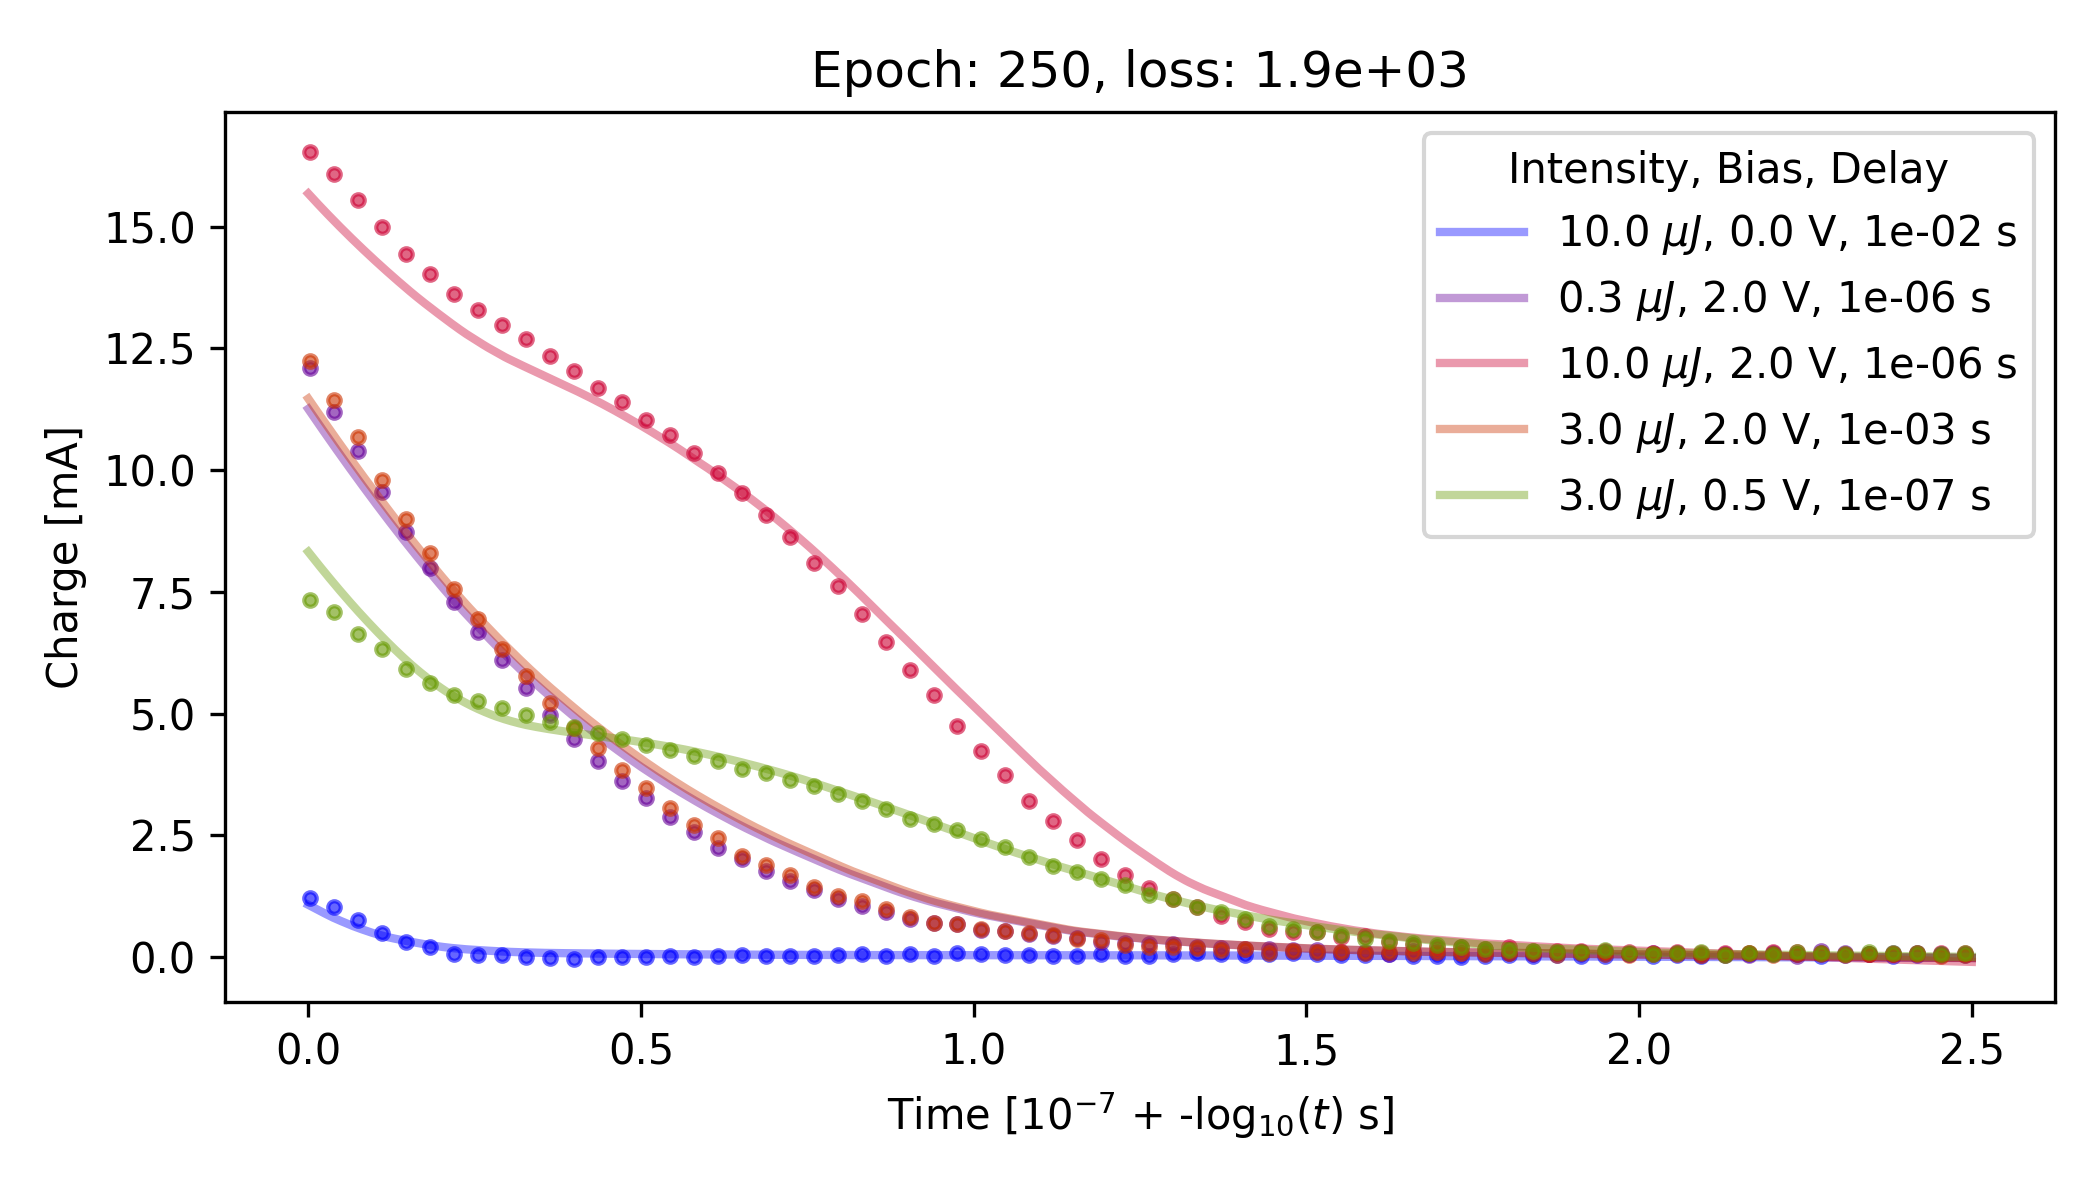 Epoch: 250, loss: 1.9e+03
Intensity, Bias, Delay
10.0 μJ, 0.0 V, 1e-02 s
0.3 μJ, 2.0 V, 1e-06 s
10.0 μJ, 2.0 V, 1e-06 s
3.0 μJ, 2.0 V, 1e-03 s
3.0 μJ, 0.5 V, 1e-07 s
Charge [mA]
15.0
12.5
10.0
7.5
5.0
2.5
0.0
0.0 0.5 1.0 1.5 2.0 2.5
Time [10⁻⁷ + -log₁₀(t) s]